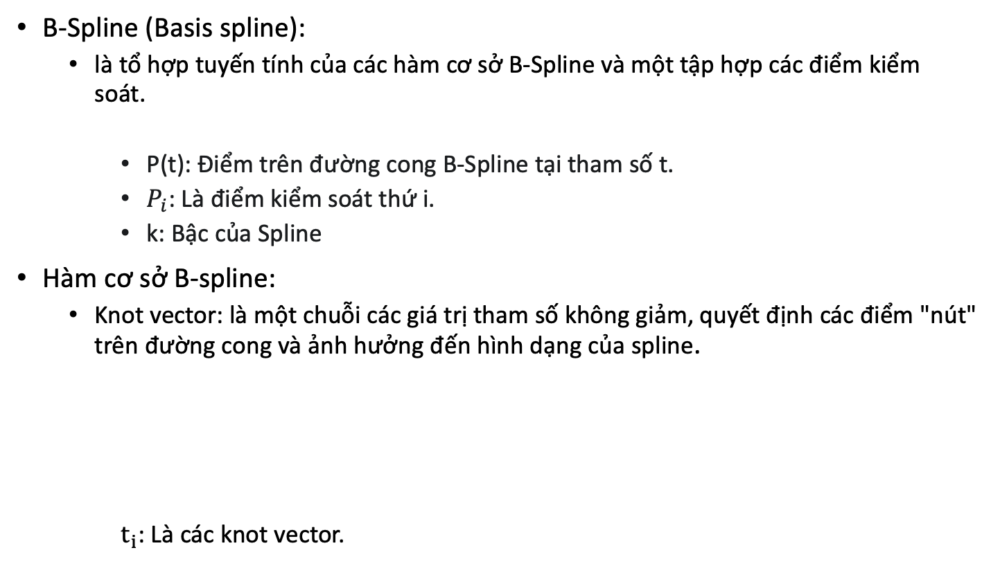 • B-Spline (Basis spline):
• là tổ hợp tuyến tính của các hàm cơ sở B-Spline và một tập hợp các điểm kiểm
soát.
• P(t): Điểm trên đường cong B-Spline tại tham số t.
• 𝑃ᵢ: Là điểm kiểm soát thứ i.
• k: Bậc của Spline
• Hàm cơ sở B-spline:
• Knot vector: là một chuỗi các giá trị tham số không giảm, quyết định các điểm "nút"
trên đường cong và ảnh hưởng đến hình dạng của spline.
tᵢ: Là các knot vector.